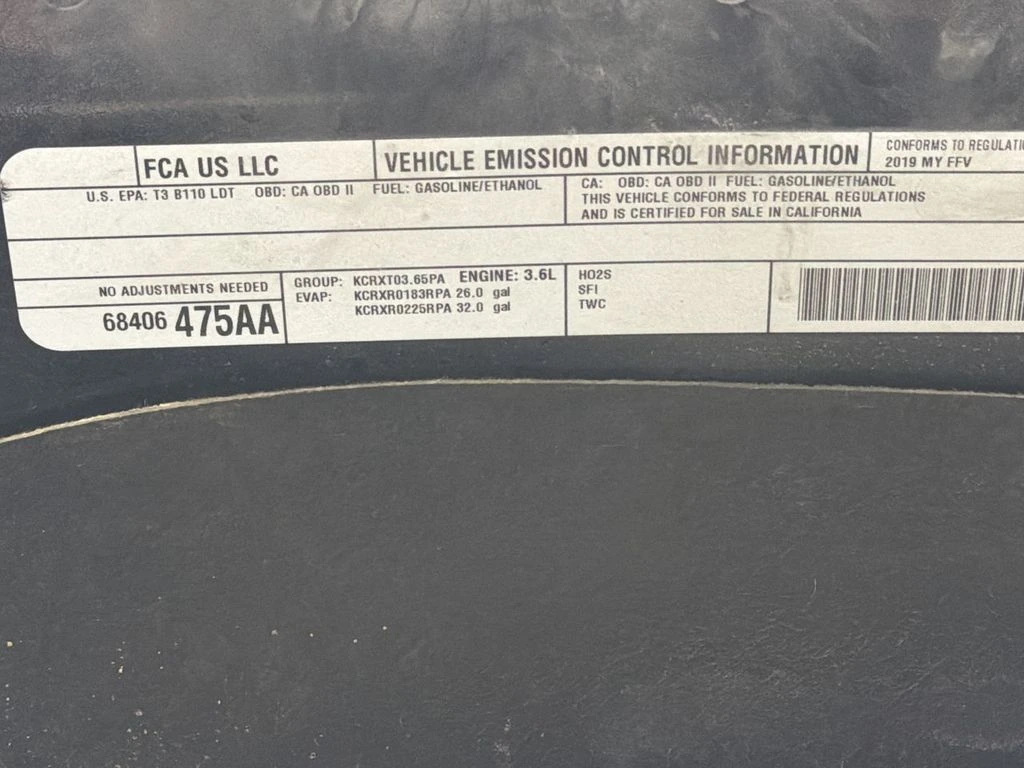 FCA US LLC
VEHICLE EMISSION CONTROL INFORMATION
CONFORMS TO
2019 MY FFV
U.S. EPA: T3 B110 LDT OBD: CA OBD II FUEL: GASOLINE/ETHANOL
CA: OBD: CA OBD II FUEL: GASOLINE/ETHANOL
THIS VEHICLE CONFORMS TO FEDERAL REGULATIONS
AND IS CERTIFIED FOR SALE IN CALIFORNIA
NO ADJUSTMENTS NEEDED
68406 475AA
GROUP: KCRXT03.65PA ENGINE: 3.6L
EVAP: KCRXR0183RPA 26.0 gal
KCRXR0225RPA 32.0 gal
HO2S
SFI
TWC